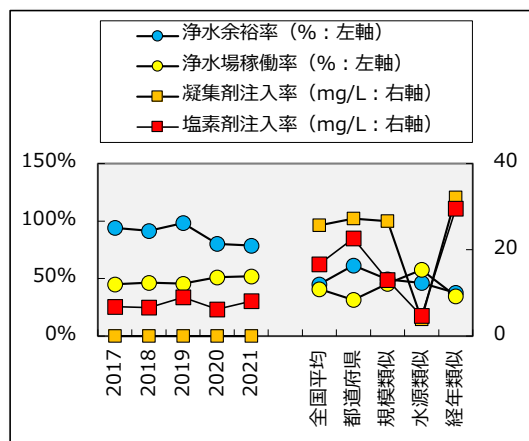 浄水余裕率（%：左軸）
浄水場稼働率（%：左軸）
凝集剤注入率（mg/L：右軸）
塩素剤注入率（mg/L：右軸）
150%
100%
50%
0%
40
20
0
2017
2018
2019
2020
2021
全国平均
都道府県
規模類似
水源類似
経年類似